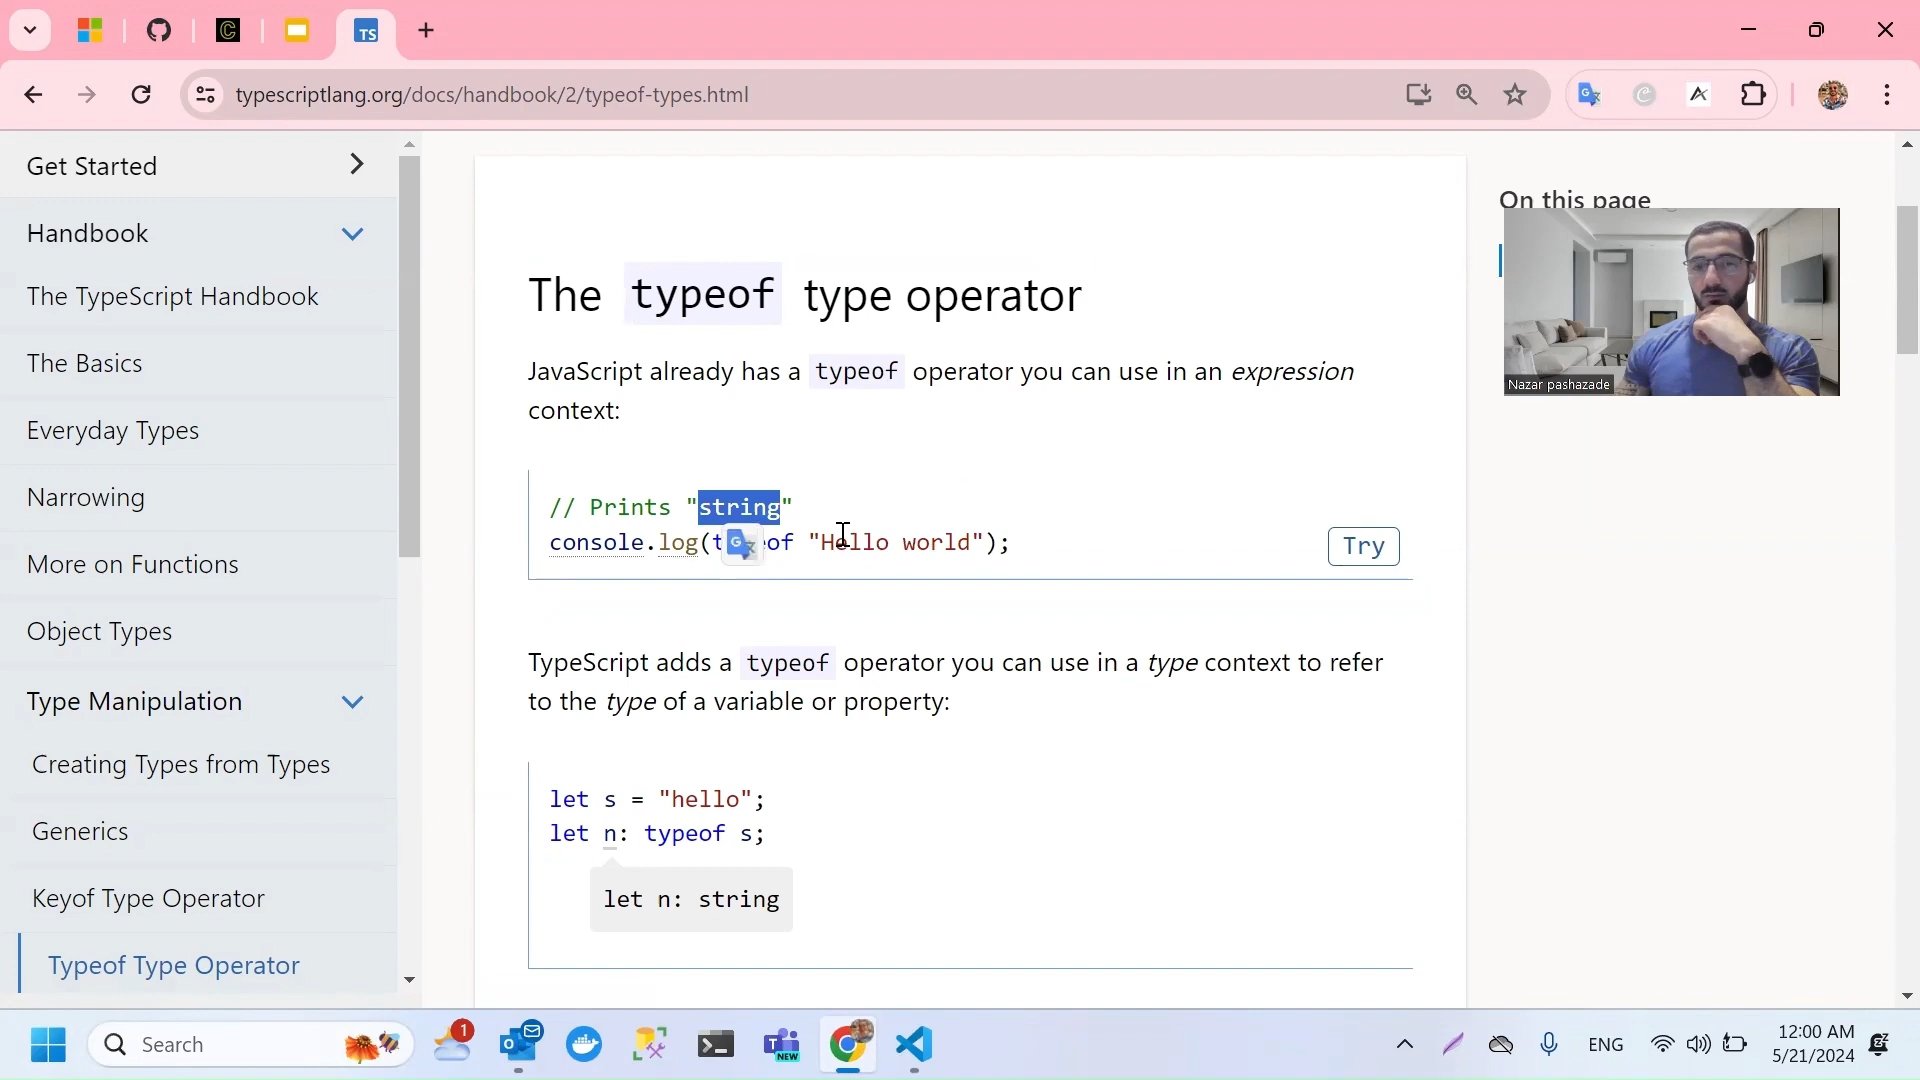 TS
typescriptlang.org/docs/handbook/2/typeof-types.html
Get Started
Handbook
The TypeScript Handbook
The Basics
Everyday Types
Narrowing
More on Functions
Object Types
Type Manipulation
Creating Types from Types
Generics
Keyof Type Operator
Typeof Type Operator
The typeof type operator
JavaScript already has a typeof operator you can use in an expression
context:
// Prints "string"
console.log(typeof "Hello world");
Try
TypeScript adds a typeof operator you can use in a type context to refer
to the type of a variable or property:
let s = "hello";
let n: typeof s;
let n: string
On this page
Nazar pashazade
Search
1
NEW
ENG
12:00 AM
5/21/2024